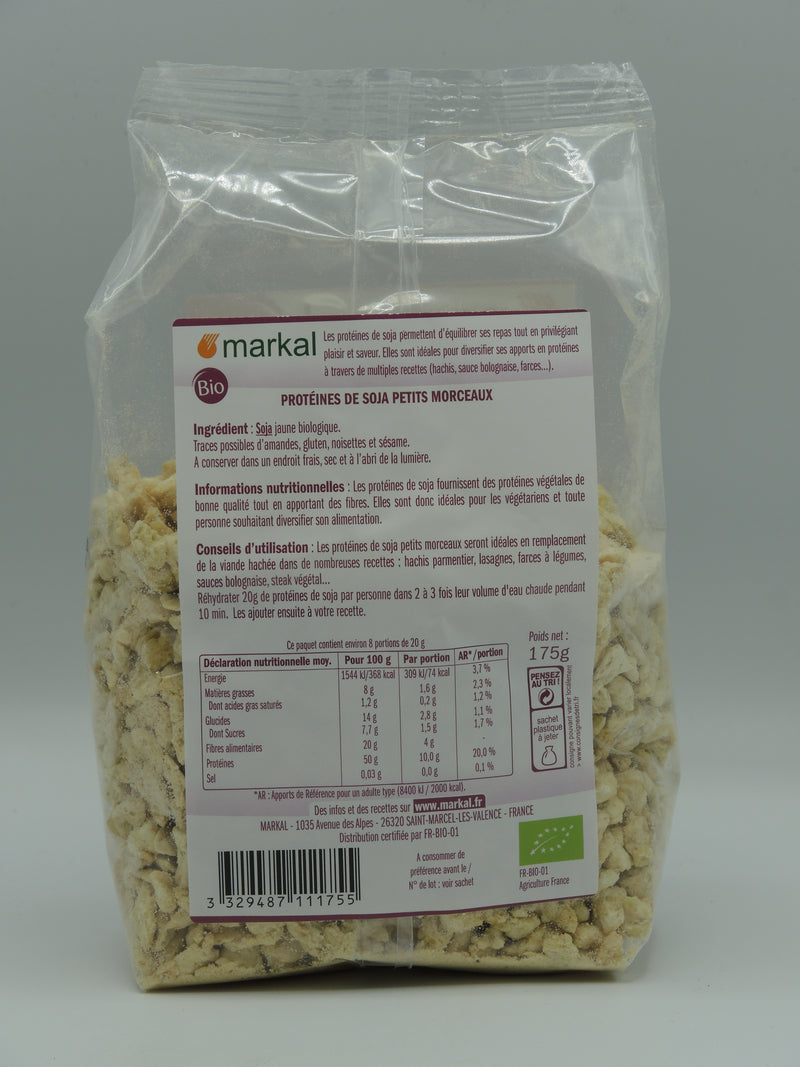 markal
Les protéines de soja permettent d'équilibrer ses repas tout en privilégiant
plaisir et saveur. Elles sont idéales pour diversifier ses apports en protéines
à travers de multiples recettes (hachis, sauce bolognaise, farces...).
Bio
PROTÉINES DE SOJA PETITS MORCEAUX
Ingrédient : Soja jaune biologique.
Traces possibles d'amandes, gluten, noisettes et sésame.
A conserver dans un endroit frais, sec et à l'abri de la lumière.
Informations nutritionnelles : Les protéines de soja fournissent des protéines végétales de
bonne qualité tout en apportant des fibres. Elles sont donc idéales pour les végétariens et toute
personne souhaitant diversifier son alimentation.
Conseils d'utilisation : Les protéines de soja petits morceaux seront idéales en remplacement
de la viande hachée dans de nombreuses recettes : hachis parmentier, lasagnes, farces à légumes,
sauces bolognaise, steak végétal...
Réhydrater 20g de protéines de soja par personne dans 2 à 3 fois leur volume d'eau chaude pendant
10 min. Les ajouter ensuite à votre recette.
Ce paquet contient environ 8 portions de 20 g
Déclaration nutritionnelle moy. Pour 100 g Par portion AR*/portion
Energie 1544 kJ/368 kcal 309 kJ/74 kcal 3,7 %
Matières grasses 8 g 1,6 g 2,3 %
Dont acides gras saturés 1,2 g 0,2 g 1,2 %
Glucides 14 g 2,8 g 1,1 %
Dont Sucres 7,7 g 1,5 g 1,7 %
Fibres alimentaires 20 g 4 g -
Protéines 50 g 10,0 g 20,0 %
Sel 0,03 g 0,0 g 0,1 %
*AR : Apports de Référence pour un adulte type (8400 kJ / 2000 kcal).
Poids net :
175g
PENSEZ
AU TRI !
sachet
plastique
à jeter
consigne pouvant varier localement
> www.consignesdetri.fr
Des infos et des recettes sur www.markal.fr
MARKAL - 1035 Avenue des Alpes - 26320 SAINT-MARCEL-LES-VALENCE - FRANCE
Distribution certifiée par FR-BIO-01
A consommer de
préférence avant le /
N° de lot : voir sachet
FR-BIO-01
Agriculture France
3 329487 111755